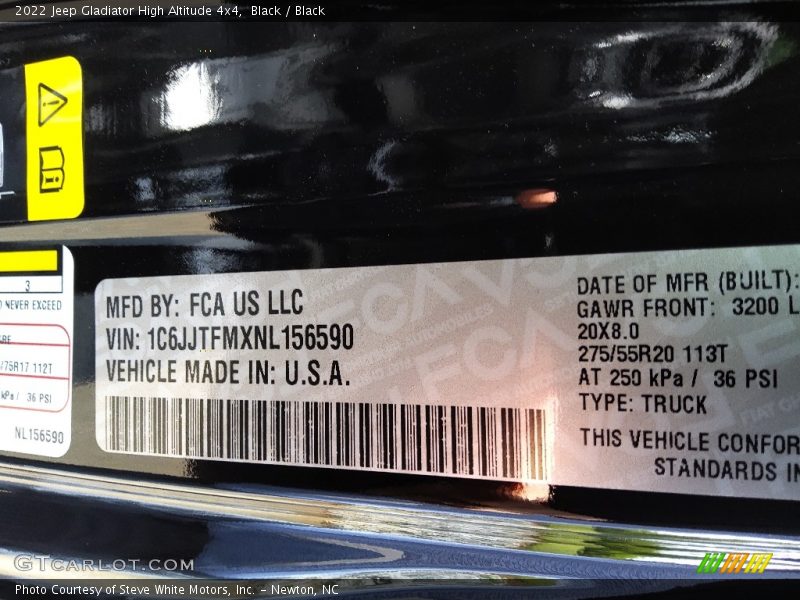 2022 Jeep Gladiator High Altitude 4x4,  Black / Black
3
NEVER EXCEED
/75R17 112T
kPa / 36 PSI
NL156590
MFD BY: FCA US LLC
VIN: 1C6JJTFMXNL156590
VEHICLE MADE IN: U.S.A.
DATE OF MFR (BUILT):
GAWR FRONT: 3200 L
20X8.0
275/55R20 113T
AT 250 kPa / 36 PSI
TYPE: TRUCK
THIS VEHICLE CONFOR
STANDARDS IN
GTCARLOT.COM
Photo Courtesy of Steve White Motors, Inc. – Newton, NC